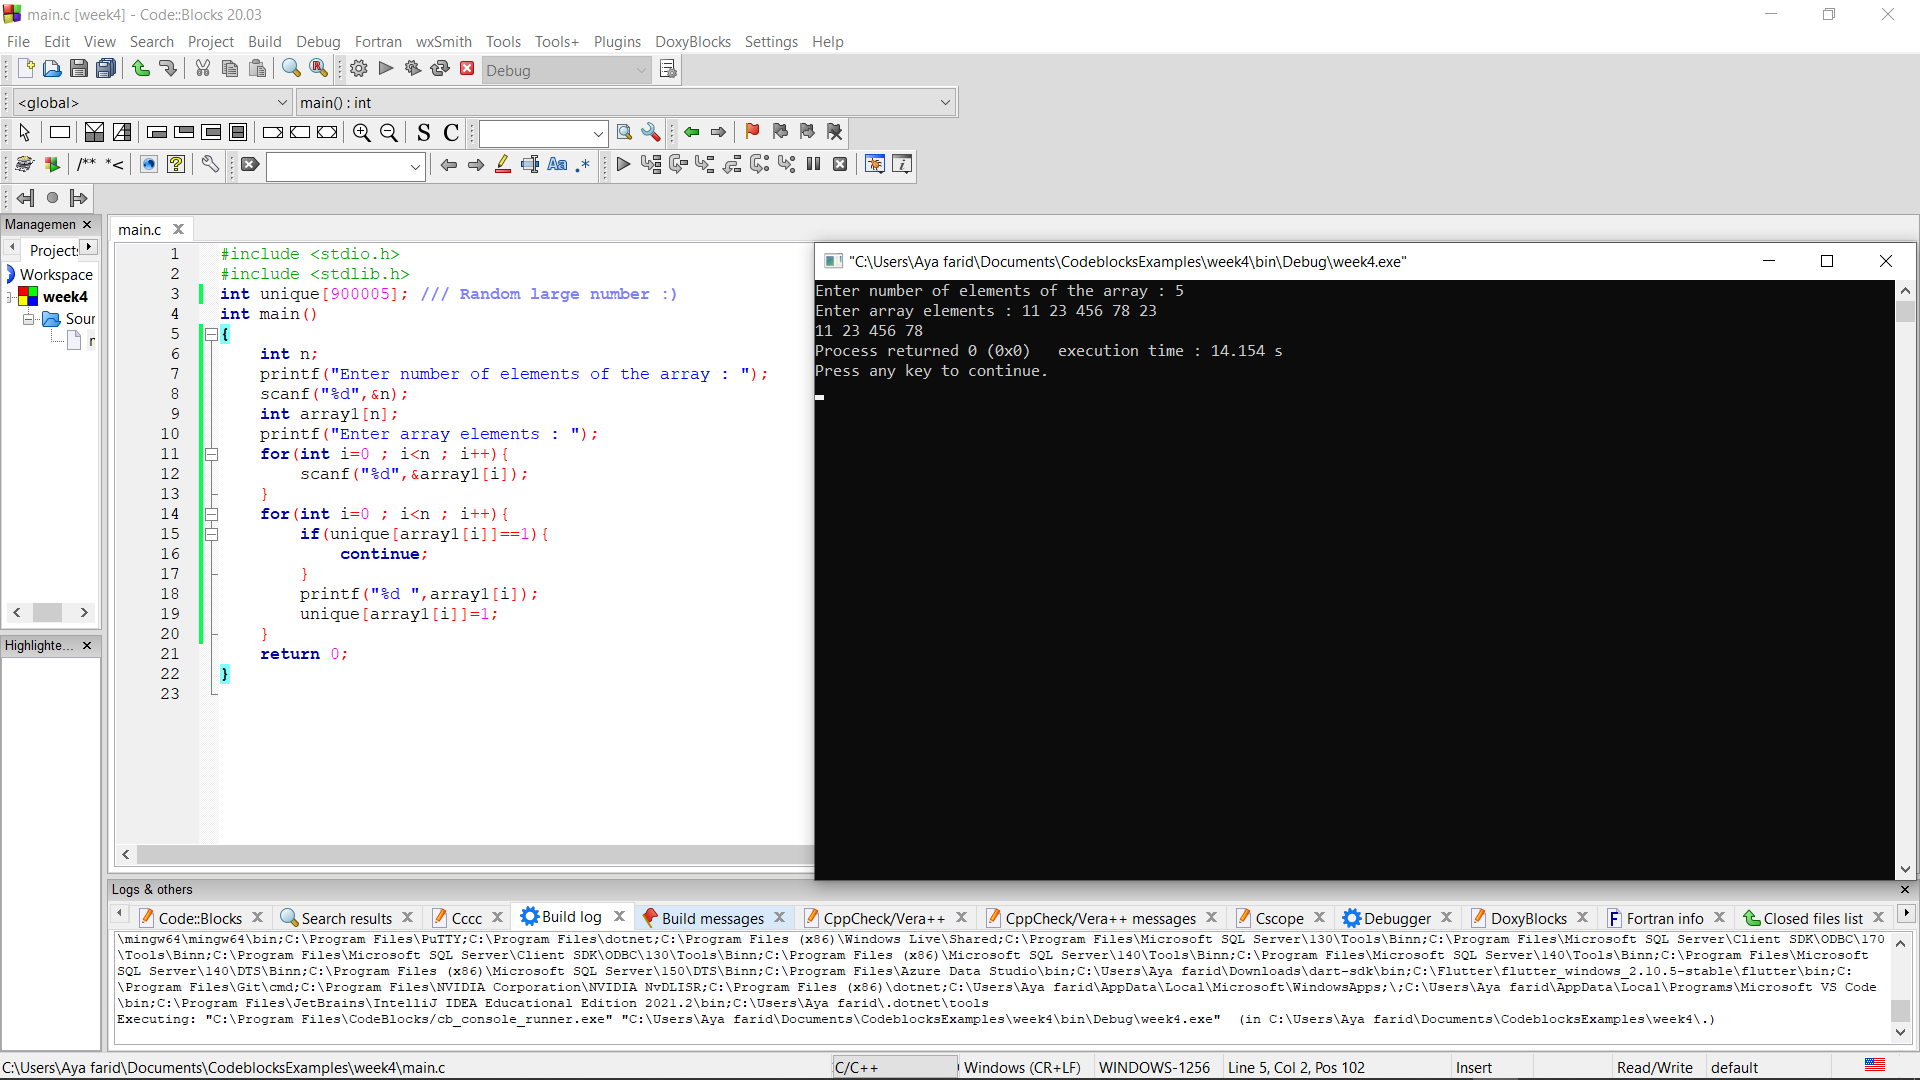 main.c [week4] - Code::Blocks 20.03
File Edit View Search Project Build Debug Fortran wxSmith Tools Tools+ Plugins DoxyBlocks Settings Help
Debug
<global> main() : int
S C
/** *< Aa .*
Managemen
Projects
Workspace
week4
Sour
Highlighte...
main.c
1 #include <stdio.h>
2 #include <stdlib.h>
3 int unique[900005]; /// Random large number :)
4 int main()
5 {
6 int n;
7 printf("Enter number of elements of the array : ");
8 scanf("%d",&n);
9 int array1[n];
10 printf("Enter array elements : ");
11 for(int i=0 ; i<n ; i++){
12 scanf("%d",&array1[i]);
13 }
14 for(int i=0 ; i<n ; i++){
15 if(unique[array1[i]]==1){
16 continue;
17 }
18 printf("%d ",array1[i]);
19 unique[array1[i]]=1;
20 }
21 return 0;
22 }
23
"C:\Users\Aya farid\Documents\CodeblocksExamples\week4\bin\Debug\week4.exe"
Enter number of elements of the array : 5
Enter array elements : 11 23 456 78 23
11 23 456 78
Process returned 0 (0x0)   execution time : 14.154 s
Press any key to continue.
Logs & others
Code::Blocks Search results Cccc Build log Build messages CppCheck/Vera++ CppCheck/Vera++ messages Cscope Debugger DoxyBlocks Fortran info Closed files list
\mingw64\mingw64\bin;C:\Program Files\PuTTY;C:\Program Files\dotnet;C:\Program Files (x86)\Windows Live\Shared;C:\Program Files\Microsoft SQL Server\130\Tools\Binn;C:\Program Files\Microsoft SQL Server\Client SDK\ODBC\170
\Tools\Binn;C:\Program Files\Microsoft SQL Server\Client SDK\ODBC\130\Tools\Binn;C:\Program Files (x86)\Microsoft SQL Server\140\Tools\Binn;C:\Program Files\Microsoft SQL Server\140\Tools\Binn;C:\Program Files\Microsoft
SQL Server\140\DTS\Binn;C:\Program Files (x86)\Microsoft SQL Server\150\DTS\Binn;C:\Program Files\Azure Data Studio\bin;C:\Users\Aya farid\Downloads\dart-sdk\bin;C:\Flutter\flutter_windows_2.10.5-stable\flutter\bin;C:
\Program Files\Git\cmd;C:\Program Files\NVIDIA Corporation\NVIDIA NvDLISR;C:\Program Files (x86)\dotnet;C:\Users\Aya farid\AppData\Local\Microsoft\WindowsApps;\;C:\Users\Aya farid\AppData\Local\Programs\Microsoft VS Code
\bin;C:\Program Files\JetBrains\IntelliJ IDEA Educational Edition 2021.2\bin;C:\Users\Aya farid\.dotnet\tools
Executing: "C:\Program Files\CodeBlocks/cb_console_runner.exe" "C:\Users\Aya farid\Documents\CodeblocksExamples\week4\bin\Debug\week4.exe"  (in C:\Users\Aya farid\Documents\CodeblocksExamples\week4\.)
C:\Users\Aya farid\Documents\CodeblocksExamples\week4\main.c C/C++ Windows (CR+LF) WINDOWS-1256 Line 5, Col 2, Pos 102 Insert Read/Write default